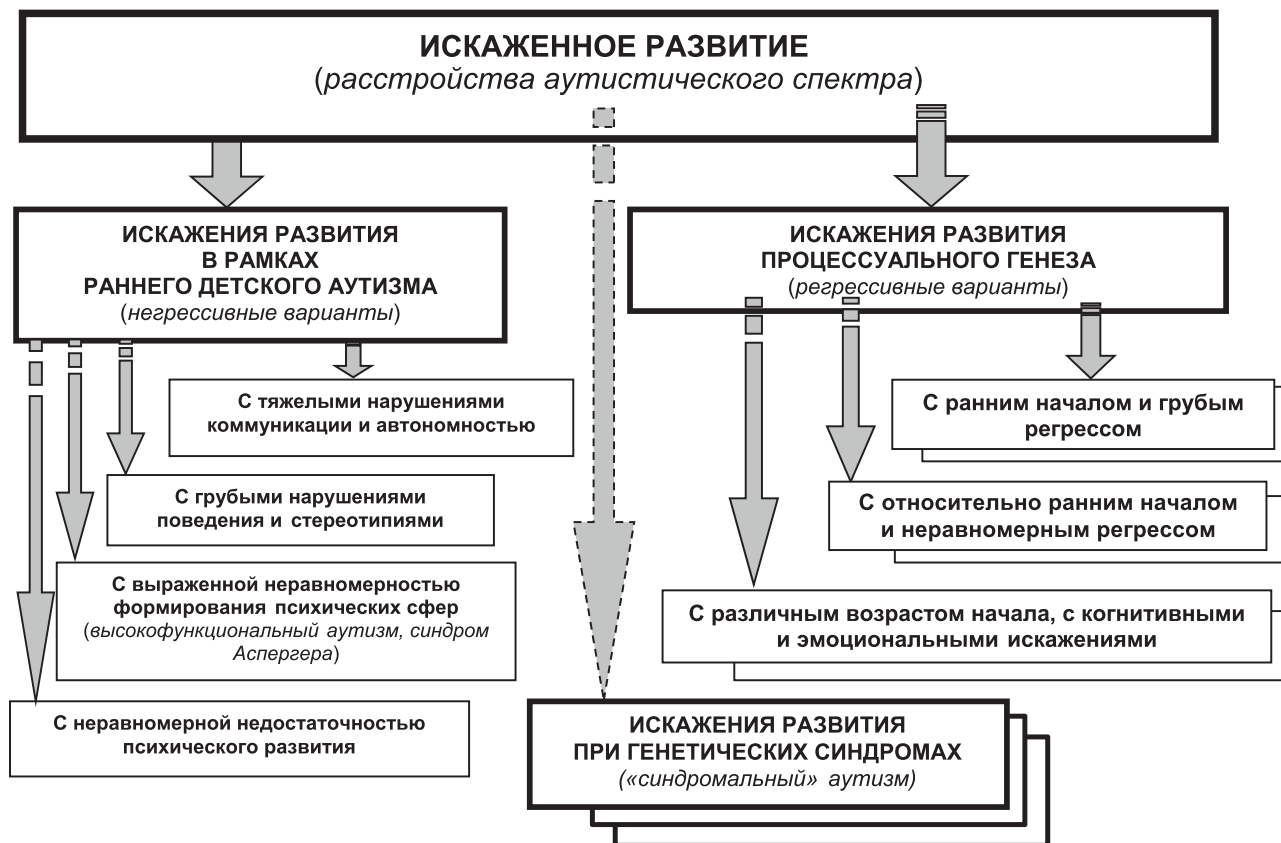 ИСКАЖЕННОЕ РАЗВИТИЕ
(расстройства аутистического спектра)
ИСКАЖЕНИЯ РАЗВИТИЯ
В РАМКАХ
РАННЕГО ДЕТСКОГО АУТИЗМА
(негрессивные варианты)
С тяжелыми нарушениями
коммуникации и автономностью
С грубыми нарушениями
поведения и стереотипиями
С выраженной неравномерностью
формирования психических сфер
(высокофункциональный аутизм, синдром
Аспергера)
С неравномерной недостаточностью
психического развития
ИСКАЖЕНИЯ РАЗВИТИЯ
ПРОЦЕССУАЛЬНОГО ГЕНЕЗА
(регрессивные варианты)
С ранним началом и грубым
регрессом
С относительно ранним началом
и неравномерным регрессом
С различным возрастом начала, с когнитивными
и эмоциональными искажениями
ИСКАЖЕНИЯ РАЗВИТИЯ
ПРИ ГЕНЕТИЧЕСКИХ СИНДРОМАХ
(«синдромальный» аутизм)